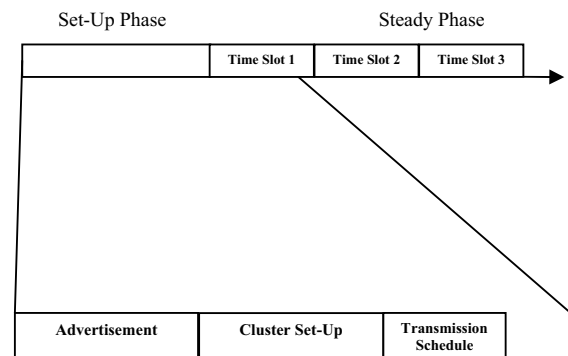 Set-Up Phase
Steady Phase
Time Slot 1
Time Slot 2
Time Slot 3
Advertisement
Cluster Set-Up
Transmission
Schedule